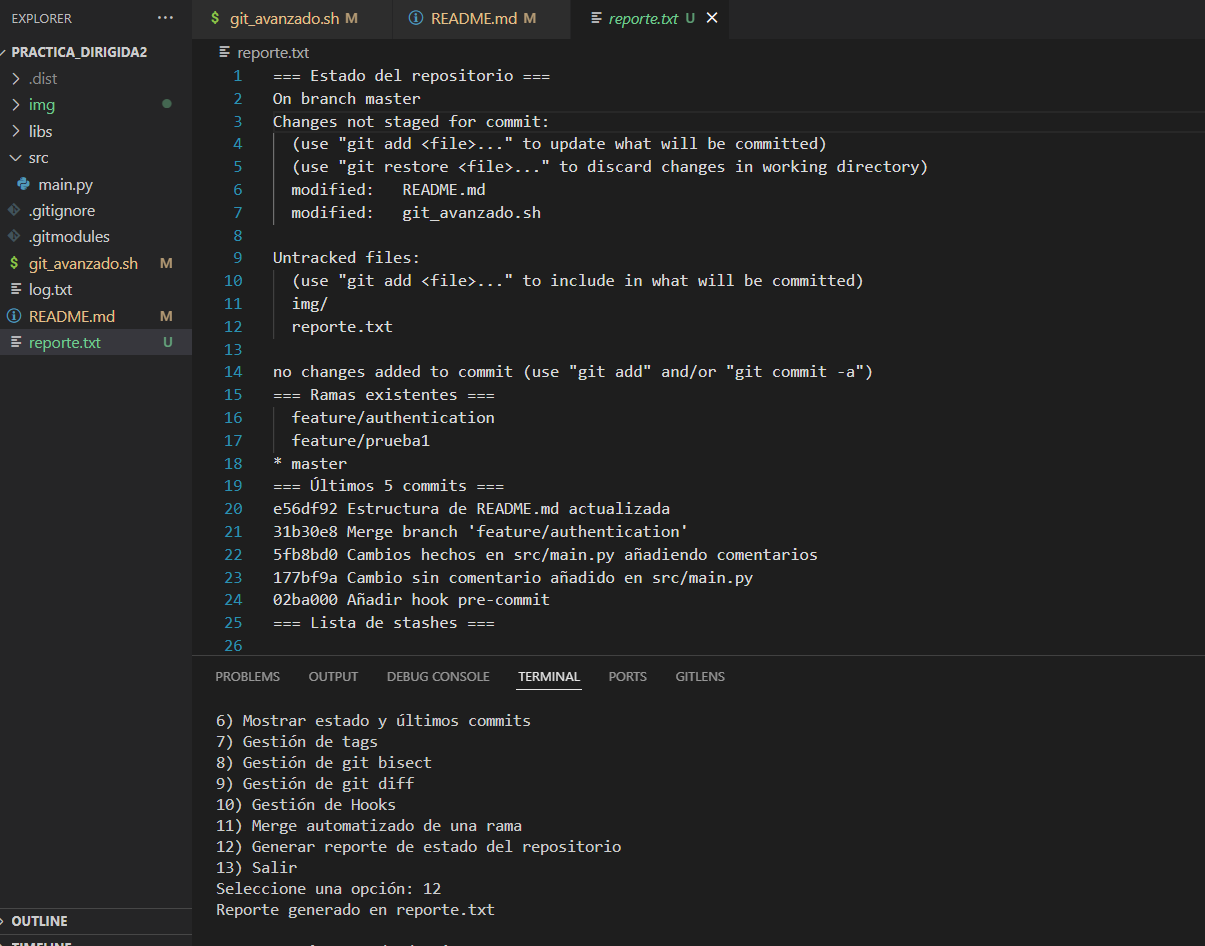 EXPLORER
PRACTICA_DIRIGIDA2
.dist
img
libs
src
main.py
.gitignore
.gitmodules
$ git_avanzado.sh M
log.txt
README.md M
reporte.txt U
OUTLINE
TIMELINE
$ git_avanzado.sh M README.md M reporte.txt U
reporte.txt
1 === Estado del repositorio ===
2 On branch master
3 Changes not staged for commit:
4 (use "git add <file>..." to update what will be committed)
5 (use "git restore <file>..." to discard changes in working directory)
6 modified: README.md
7 modified: git_avanzado.sh
8
9 Untracked files:
10 (use "git add <file>..." to include in what will be committed)
11 img/
12 reporte.txt
13
14 no changes added to commit (use "git add" and/or "git commit -a")
15 === Ramas existentes ===
16 feature/authentication
17 feature/prueba1
18 * master
19 === Últimos 5 commits ===
20 e56df92 Estructura de README.md actualizada
21 31b30e8 Merge branch 'feature/authentication'
22 5fb8bd0 Cambios hechos en src/main.py añadiendo comentarios
23 177bf9a Cambio sin comentario añadido en src/main.py
24 02ba000 Añadir hook pre-commit
25 === Lista de stashes ===
26
PROBLEMS OUTPUT DEBUG CONSOLE TERMINAL PORTS GITLENS
6) Mostrar estado y últimos commits
7) Gestión de tags
8) Gestión de git bisect
9) Gestión de git diff
10) Gestión de Hooks
11) Merge automatizado de una rama
12) Generar reporte de estado del repositorio
13) Salir
Seleccione una opción: 12
Reporte generado en reporte.txt